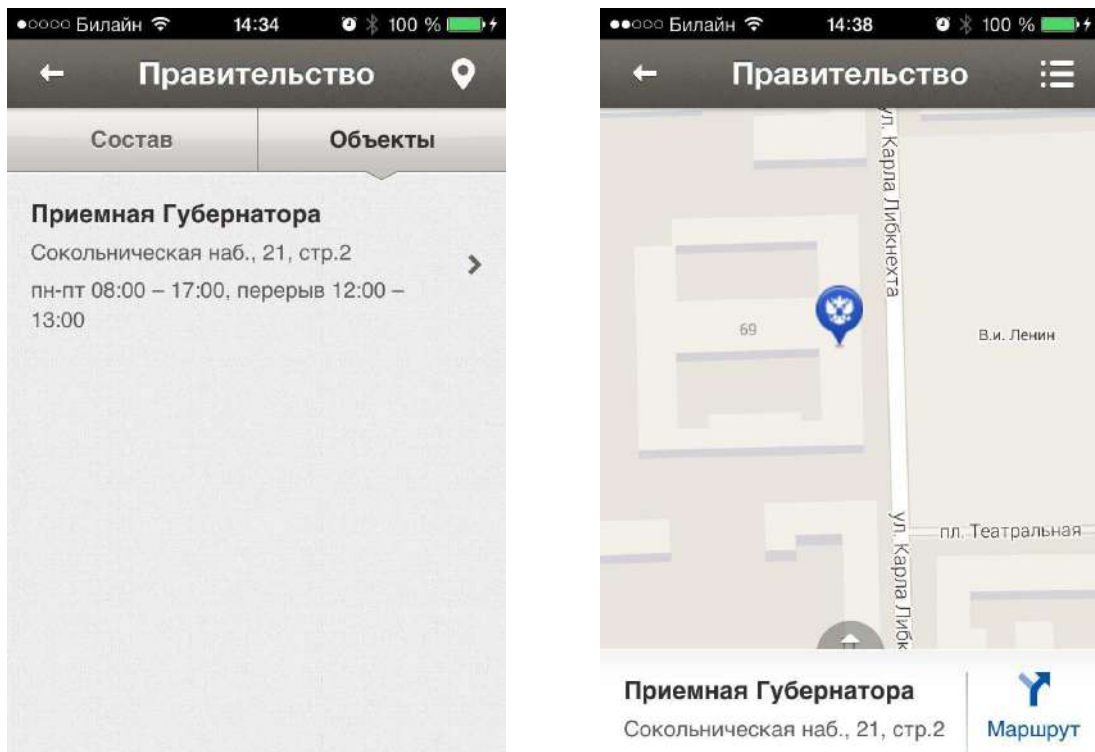 Билайн 14:34 100 %
Правительство
Состав Объекты
Приемная Губернатора
Сокольническая наб., 21, стр.2
пн-пт 08:00 – 17:00, перерыв 12:00 –
13:00
Билайн 14:38 100 %
Правительство
ул. Карла Либкнехта
69
В.и. Ленин
пл. Театральная
ул. Карла Либк
Приемная Губернатора
Сокольническая наб., 21, стр.2
Маршрут